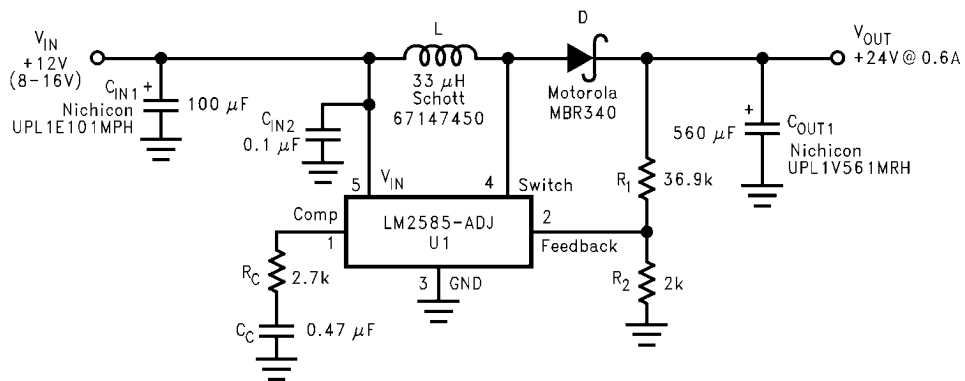 V_IN
+12V
(8–16V)
C_IN1 +
Nichicon
UPL1E101MPH
100 μF
C_IN2
0.1 μF
L
33 μH
Schott
67147450
D
Motorola
MBR340
V_OUT
+24V @ 0.6A
+
560 μF
C_OUT1
Nichicon
UPL1V561MRH
R_1
36.9k
5
V_IN
4
Switch
Comp
1
LM2585-ADJ
U1
2
Feedback
3
GND
R_C
2.7k
C_C
0.47 μF
R_2
2k